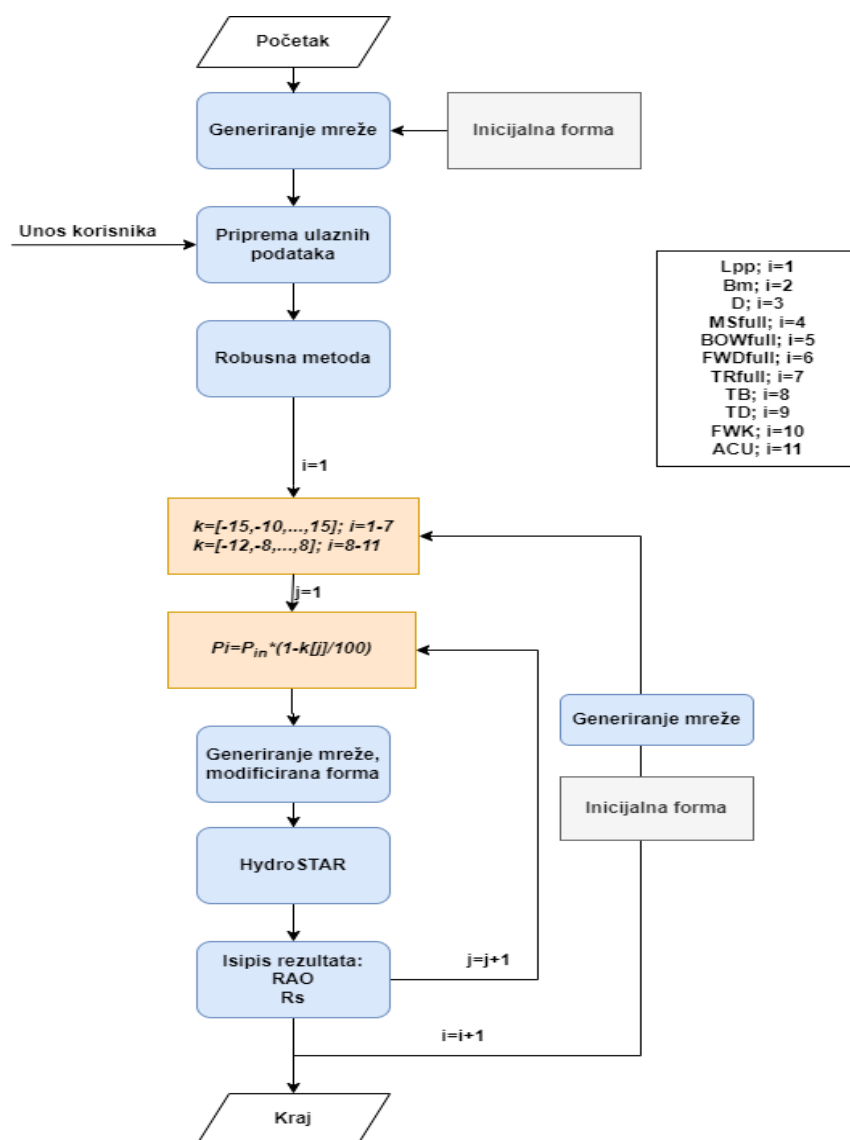 Početak
Generiranje mreže
Inicijalna forma
Unos korisnika
Priprema ulaznih
podataka
Robusna metoda
Lpp; i=1
Bm; i=2
D; i=3
MSfull; i=4
BOWfull; i=5
FWDfull; i=6
TRfull; i=7
TB; i=8
TD; i=9
FWK; i=10
ACU; i=11
i=1
k=[-15,-10,...,15]; i=1-7
k=[-12,-8,...,8]; i=8-11
j=1
Pi=Pin*(1-k[j]/100)
Generiranje mreže,
modificirana forma
Generiranje mreže
Inicijalna forma
HydroSTAR
Isipis rezultata:
RAO
Rs
j=j+1
i=i+1
Kraj